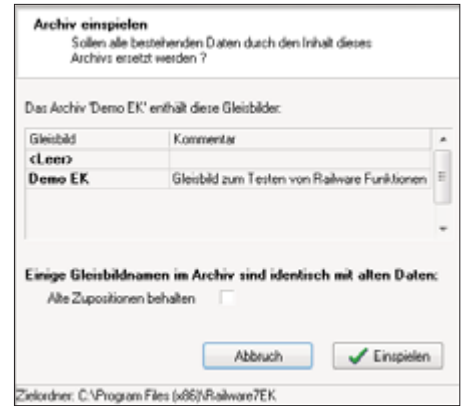 Archiv einspielen
Sollen alle bestehenden Daten durch den Inhalt dieses
Archivs ersetzt werden ?
Das Archiv 'Demo EK' enthält diese Gleisbilder:
Gleisbild Kommentar
<Leer>
Demo EK Gleisbild zum Testen von Railware Funktionen
Einige Gleisbildnamen im Archiv sind identisch mit alten Daten:
Alte Zupositionen behalten
Abbruch Einspielen
Zielordner: C:\Program Files (x86)\Railware7EK